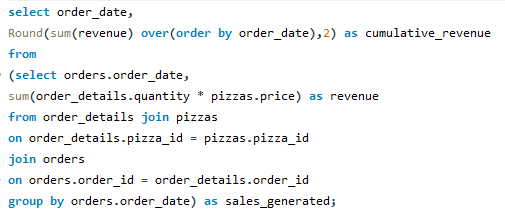 select order_date,
Round(sum(revenue) over(order by order_date),2) as cumulative_revenue
from
(select orders.order_date,
sum(order_details.quantity * pizzas.price) as revenue
from order_details join pizzas
on order_details.pizza_id = pizzas.pizza_id
join orders
on orders.order_id = order_details.order_id
group by orders.order_date) as sales_generated;